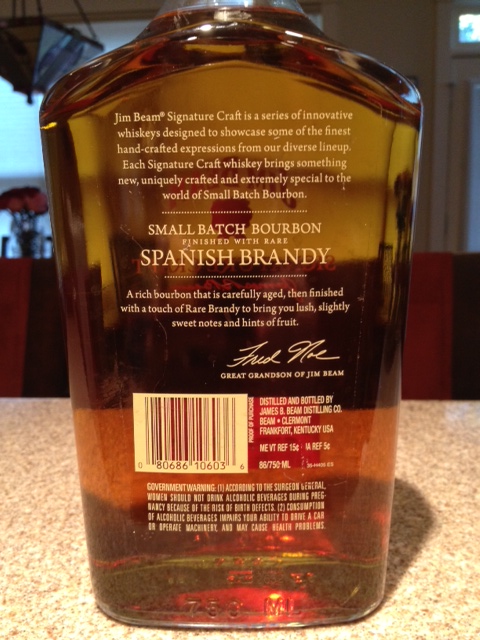 Jim Beam® Signature Craft is a series of innovative
whiskeys designed to showcase some of the finest
hand-crafted expressions from our diverse lineup.
Each Signature Craft whiskey brings something
new, uniquely crafted and extremely special to the
world of Small Batch Bourbon.
SMALL BATCH BOURBON
FINISHED WITH RARE
SPANISH BRANDY
A rich bourbon that is carefully aged, then finished
with a touch of Rare Brandy to bring you lush, slightly
sweet notes and hints of fruit.
Fred Noe
GREAT GRANDSON OF JIM BEAM
PROOF OF PURCHASE
DISTILLED AND BOTTLED BY
JAMES B. BEAM DISTILLING CO.
BEAM • CLERMONT
FRANKFORT, KENTUCKY USA
ME VT REF 15¢ IA REF 5¢
86/750 ML
0 80686 10603 6
GOVERNMENT WARNING: (1) ACCORDING TO THE SURGEON GENERAL,
WOMEN SHOULD NOT DRINK ALCOHOLIC BEVERAGES DURING PREG-
NANCY BECAUSE OF THE RISK OF BIRTH DEFECTS. (2) CONSUMPTION
OF ALCOHOLIC BEVERAGES IMPAIRS YOUR ABILITY TO DRIVE A CAR
OR OPERATE MACHINERY, AND MAY CAUSE HEALTH PROBLEMS.
750 ML